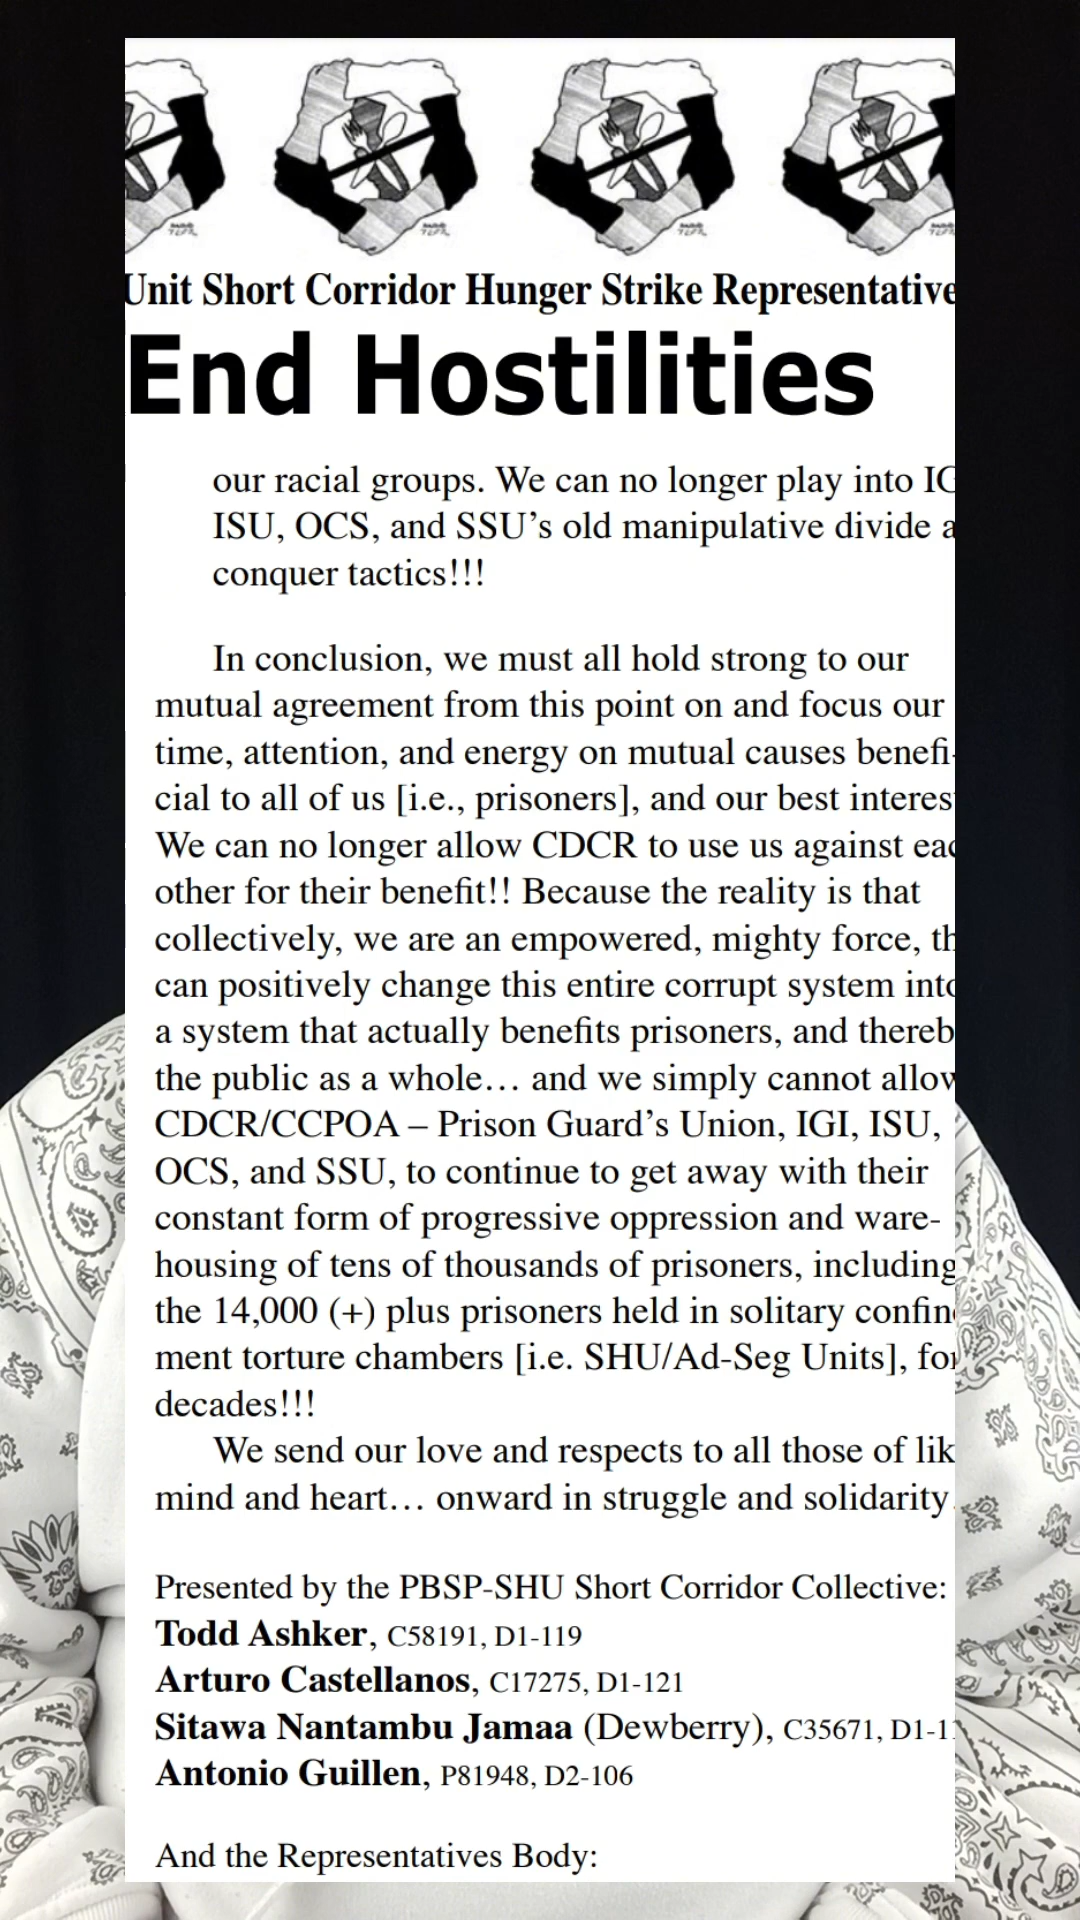 Unit Short Corridor Hunger Strike Representative
End Hostilities
our racial groups. We can no longer play into
ISU, OCS, and SSU’s old manipulative divide
conquer tactics!!!
In conclusion, we must all hold strong to our
mutual agreement from this point on and focus our
time, attention, and energy on mutual causes benefi-
cial to all of us [i.e., prisoners], and our best
We can no longer allow CDCR to use us against
other for their benefit!! Because the reality is that
collectively, we are an empowered, mighty force,
can positively change this entire corrupt system
a system that actually benefits prisoners, and
the public as a whole… and we simply cannot allow
CDCR/CCPOA – Prison Guard’s Union, IGI, ISU,
OCS, and SSU, to continue to get away with their
constant form of progressive oppression and ware-
housing of tens of thousands of prisoners, including
the 14,000 (+) plus prisoners held in solitary
ment torture chambers [i.e. SHU/Ad-Seg Units], for
decades!!!
We send our love and respects to all those of
mind and heart… onward in struggle and solidarity
Presented by the PBSP-SHU Short Corridor Collective:
Todd Ashker, C58191, D1-119
Arturo Castellanos, C17275, D1-121
Sitawa Nantambu Jamaa (Dewberry), C35671,
Antonio Guillen, P81948, D2-106
And the Representatives Body: